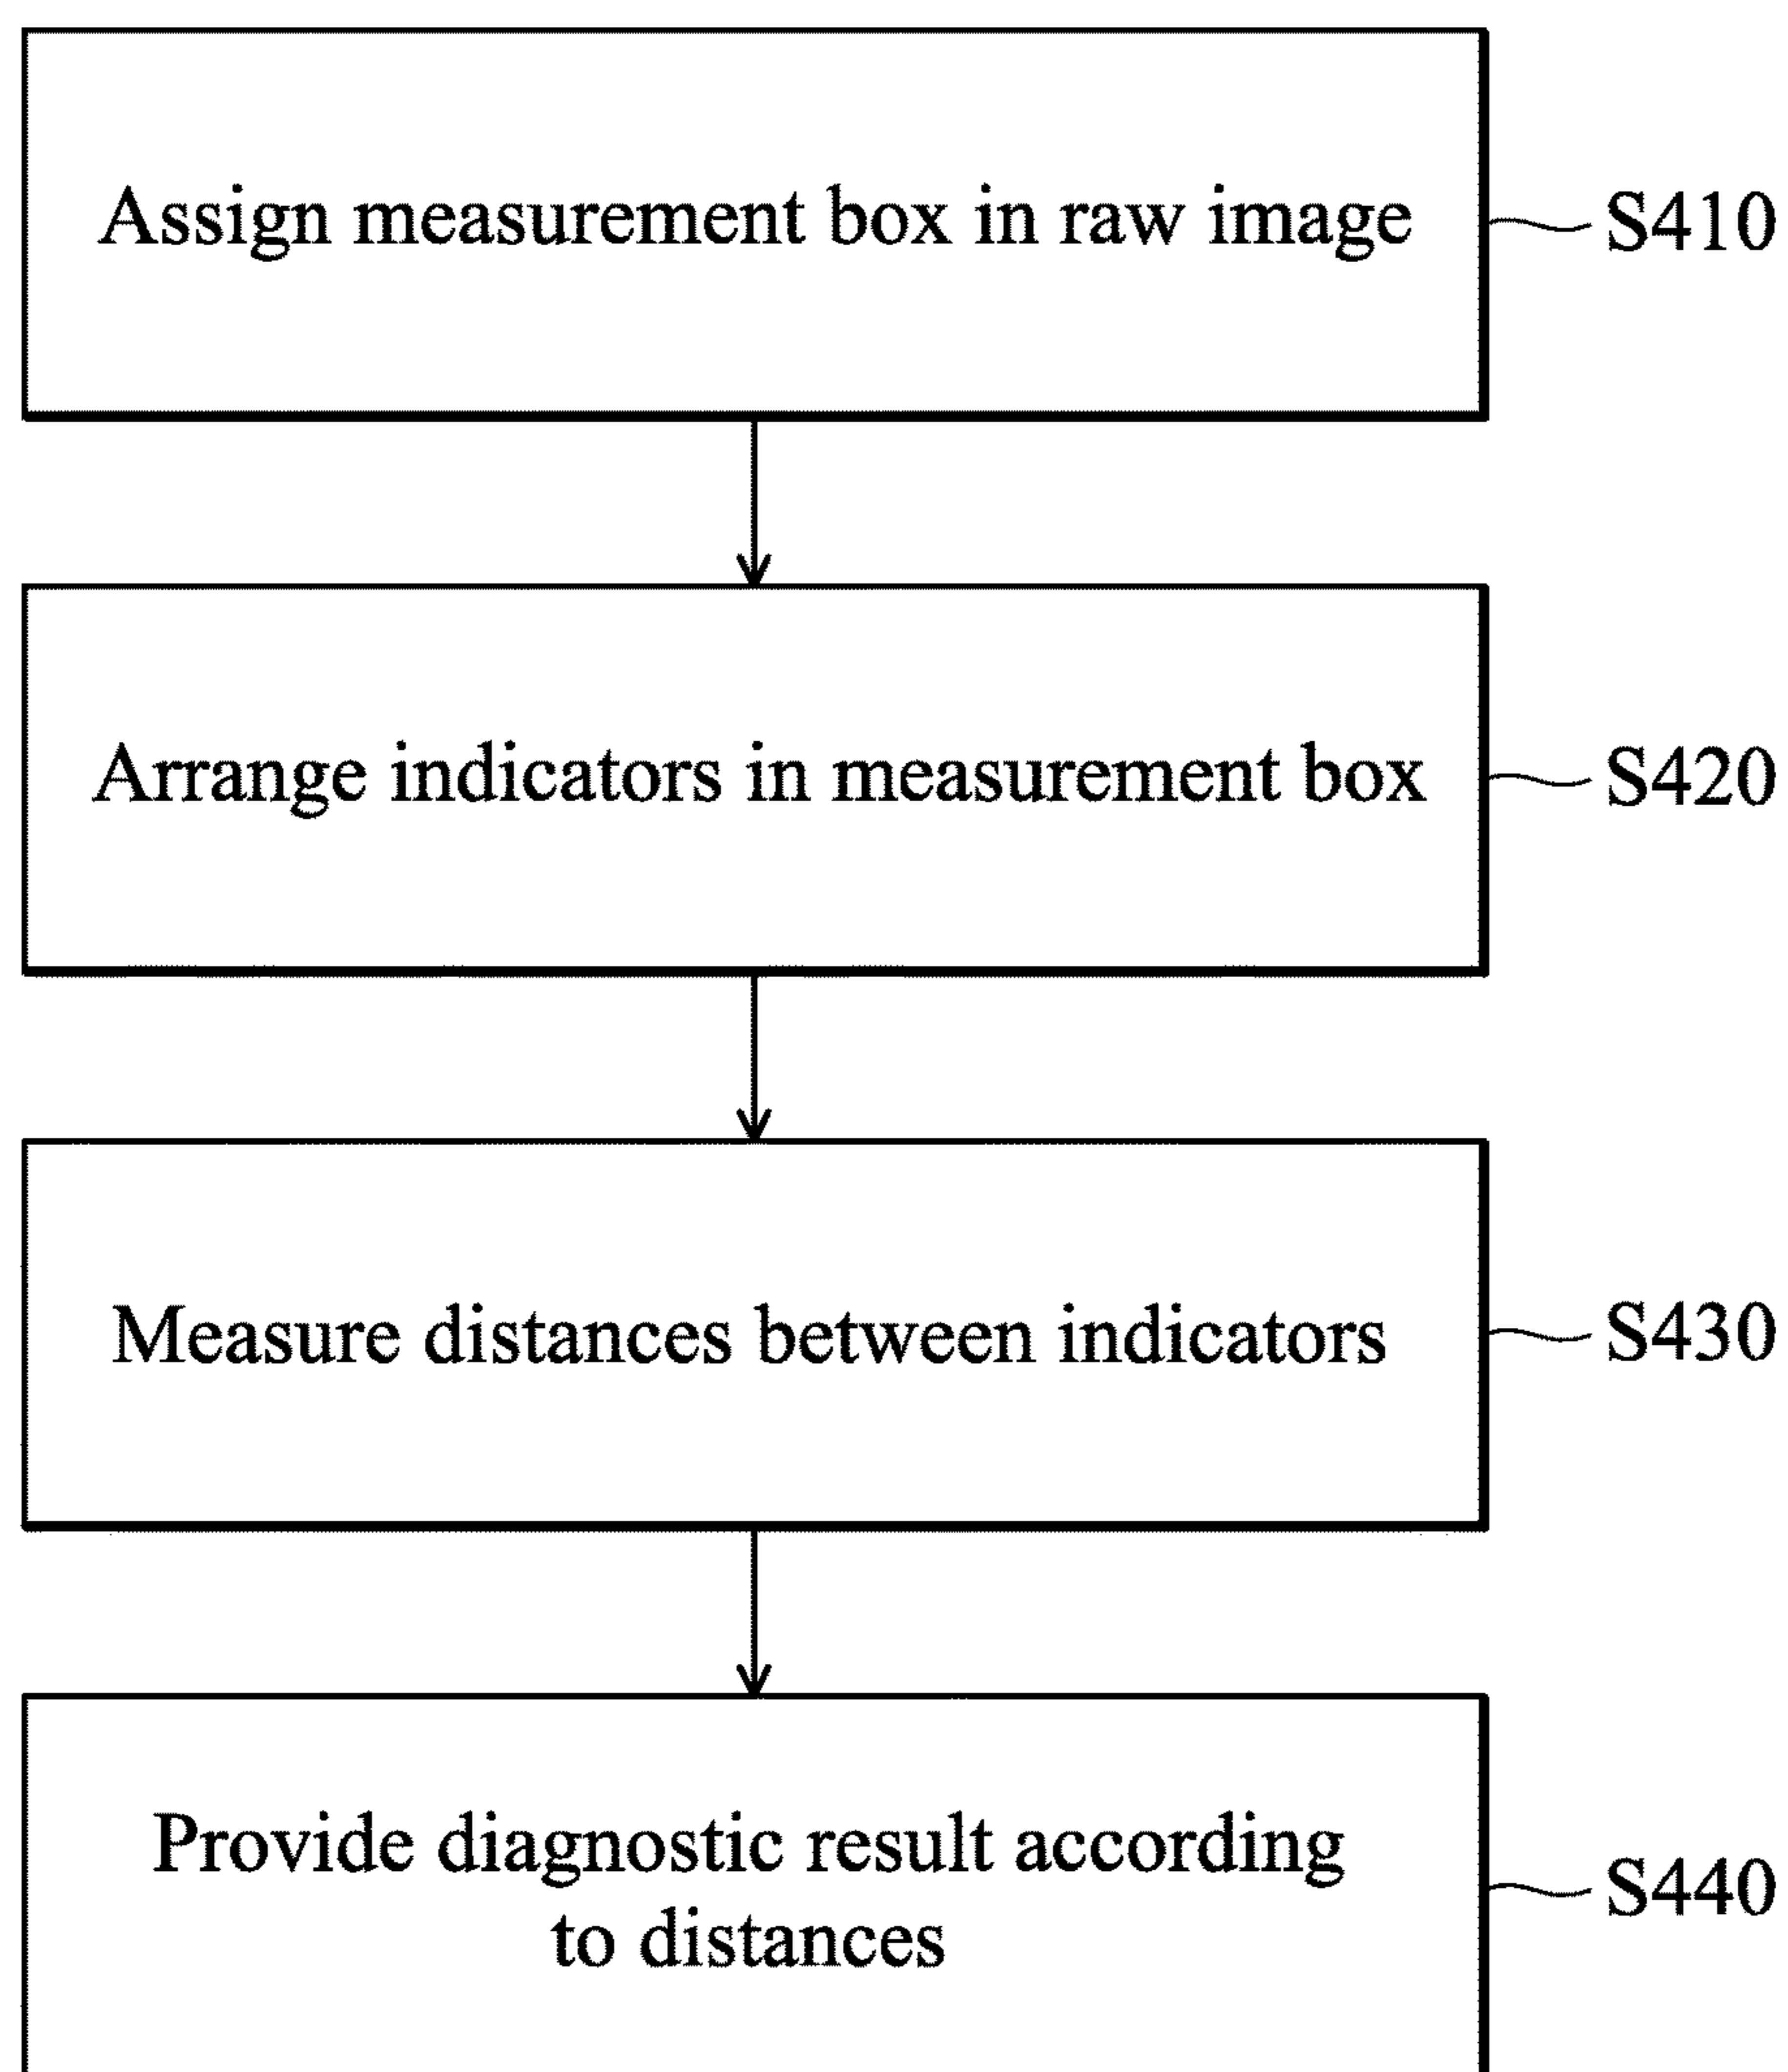 Assign measurement box in raw image
S410
Arrange indicators in measurement box
S420
Measure distances between indicators
S430
Provide diagnostic result according
to distances
S440